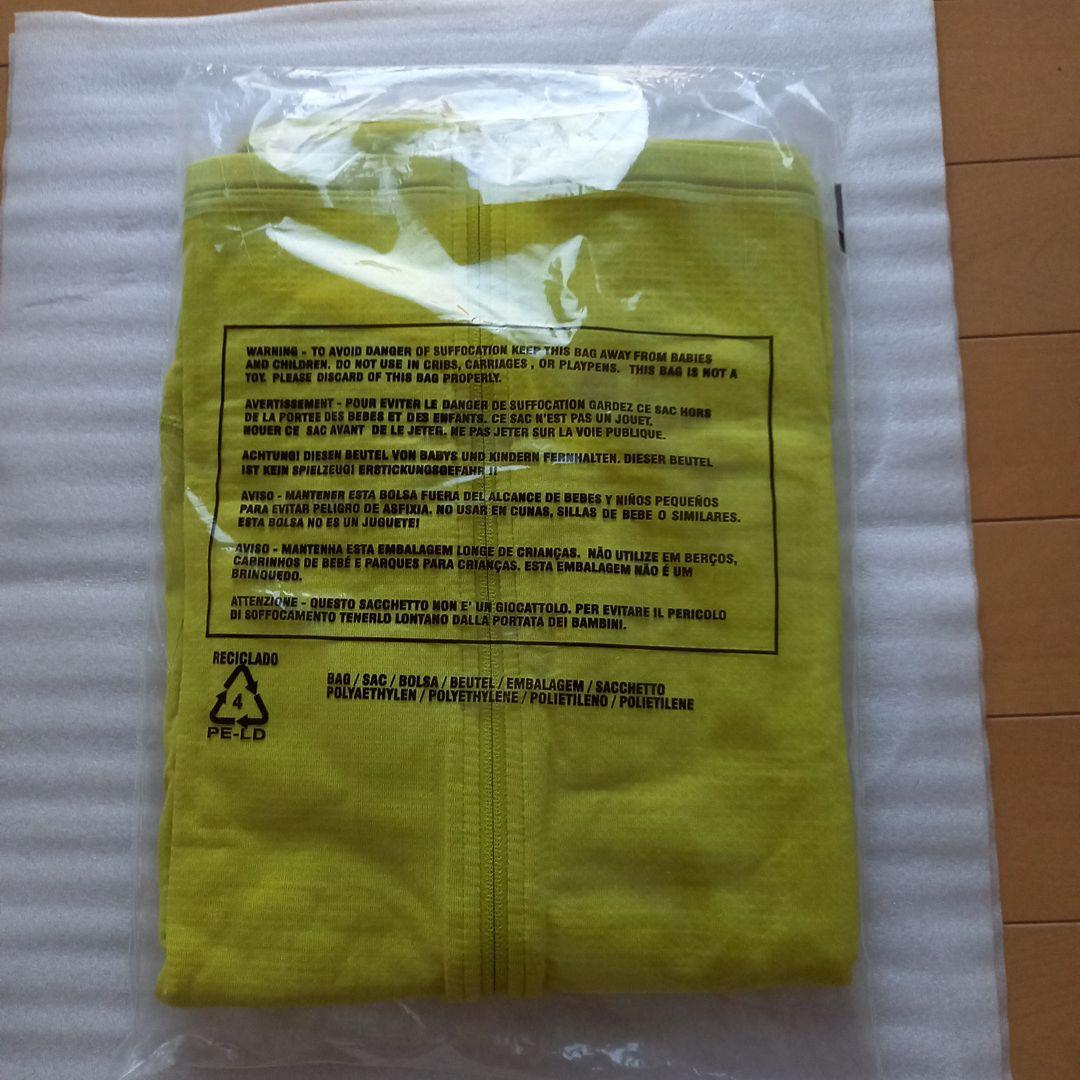 WARNING - TO AVOID DANGER OF SUFFOCATION KEEP THIS BAG AWAY FROM BABIES
AND CHILDREN. DO NOT USE IN CRIBS, CARRIAGES , OR PLAYPENS. THIS BAG IS NOT A
TOY. PLEASE DISCARD OF THIS BAG PROPERLY.
AVERTISSEMENT - POUR EVITER LE DANGER DE SUFFOCATION GARDEZ CE SAC HORS
DE LA PORTEE DES BEBES ET DES ENFANTS. CE SAC N'EST PAS UN JOUET.
NOUER CE SAC AVANT DE LE JETER. NE PAS JETER SUR LA VOIE PUBLIQUE.
ACHTUNG! DIESEN BEUTEL VON BABYS UND KINDERN FERNHALTEN. DIESER BEUTEL
IST KEIN SPIELZEUG! ERSTICKUNGSGEFAHR !!
AVISO - MANTENER ESTA BOLSA FUERA DEL ALCANCE DE BEBES Y NIÑOS PEQUEÑOS
PARA EVITAR PELIGRO DE ASFIXIA. NO USAR EN CUNAS, SILLAS DE BEBE O SIMILARES.
ESTA BOLSA NO ES UN JUGUETE!
AVISO - MANTENHA ESTA EMBALAGEM LONGE DE CRIANÇAS. NÃO UTILIZE EM BERÇOS,
CARRINHOS DE BEBÉ E PARQUES PARA CRIANÇAS. ESTA EMBALAGEM NÃO É UM
BRINQUEDO.
ATTENZIONE - QUESTO SACCHETTO NON E' UN GIOCATTOLO. PER EVITARE IL PERICOLO
DI SOFFOCAMENTO TENERLO LONTANO DALLA PORTATA DEI BAMBINI.
RECICLADO
4
PE-LD
BAG / SAC / BOLSA / BEUTEL / EMBALAGEM / SACCHETTO
POLYAETHYLEN / POLYETHYLENE / POLIETILENO / POLIETILENE